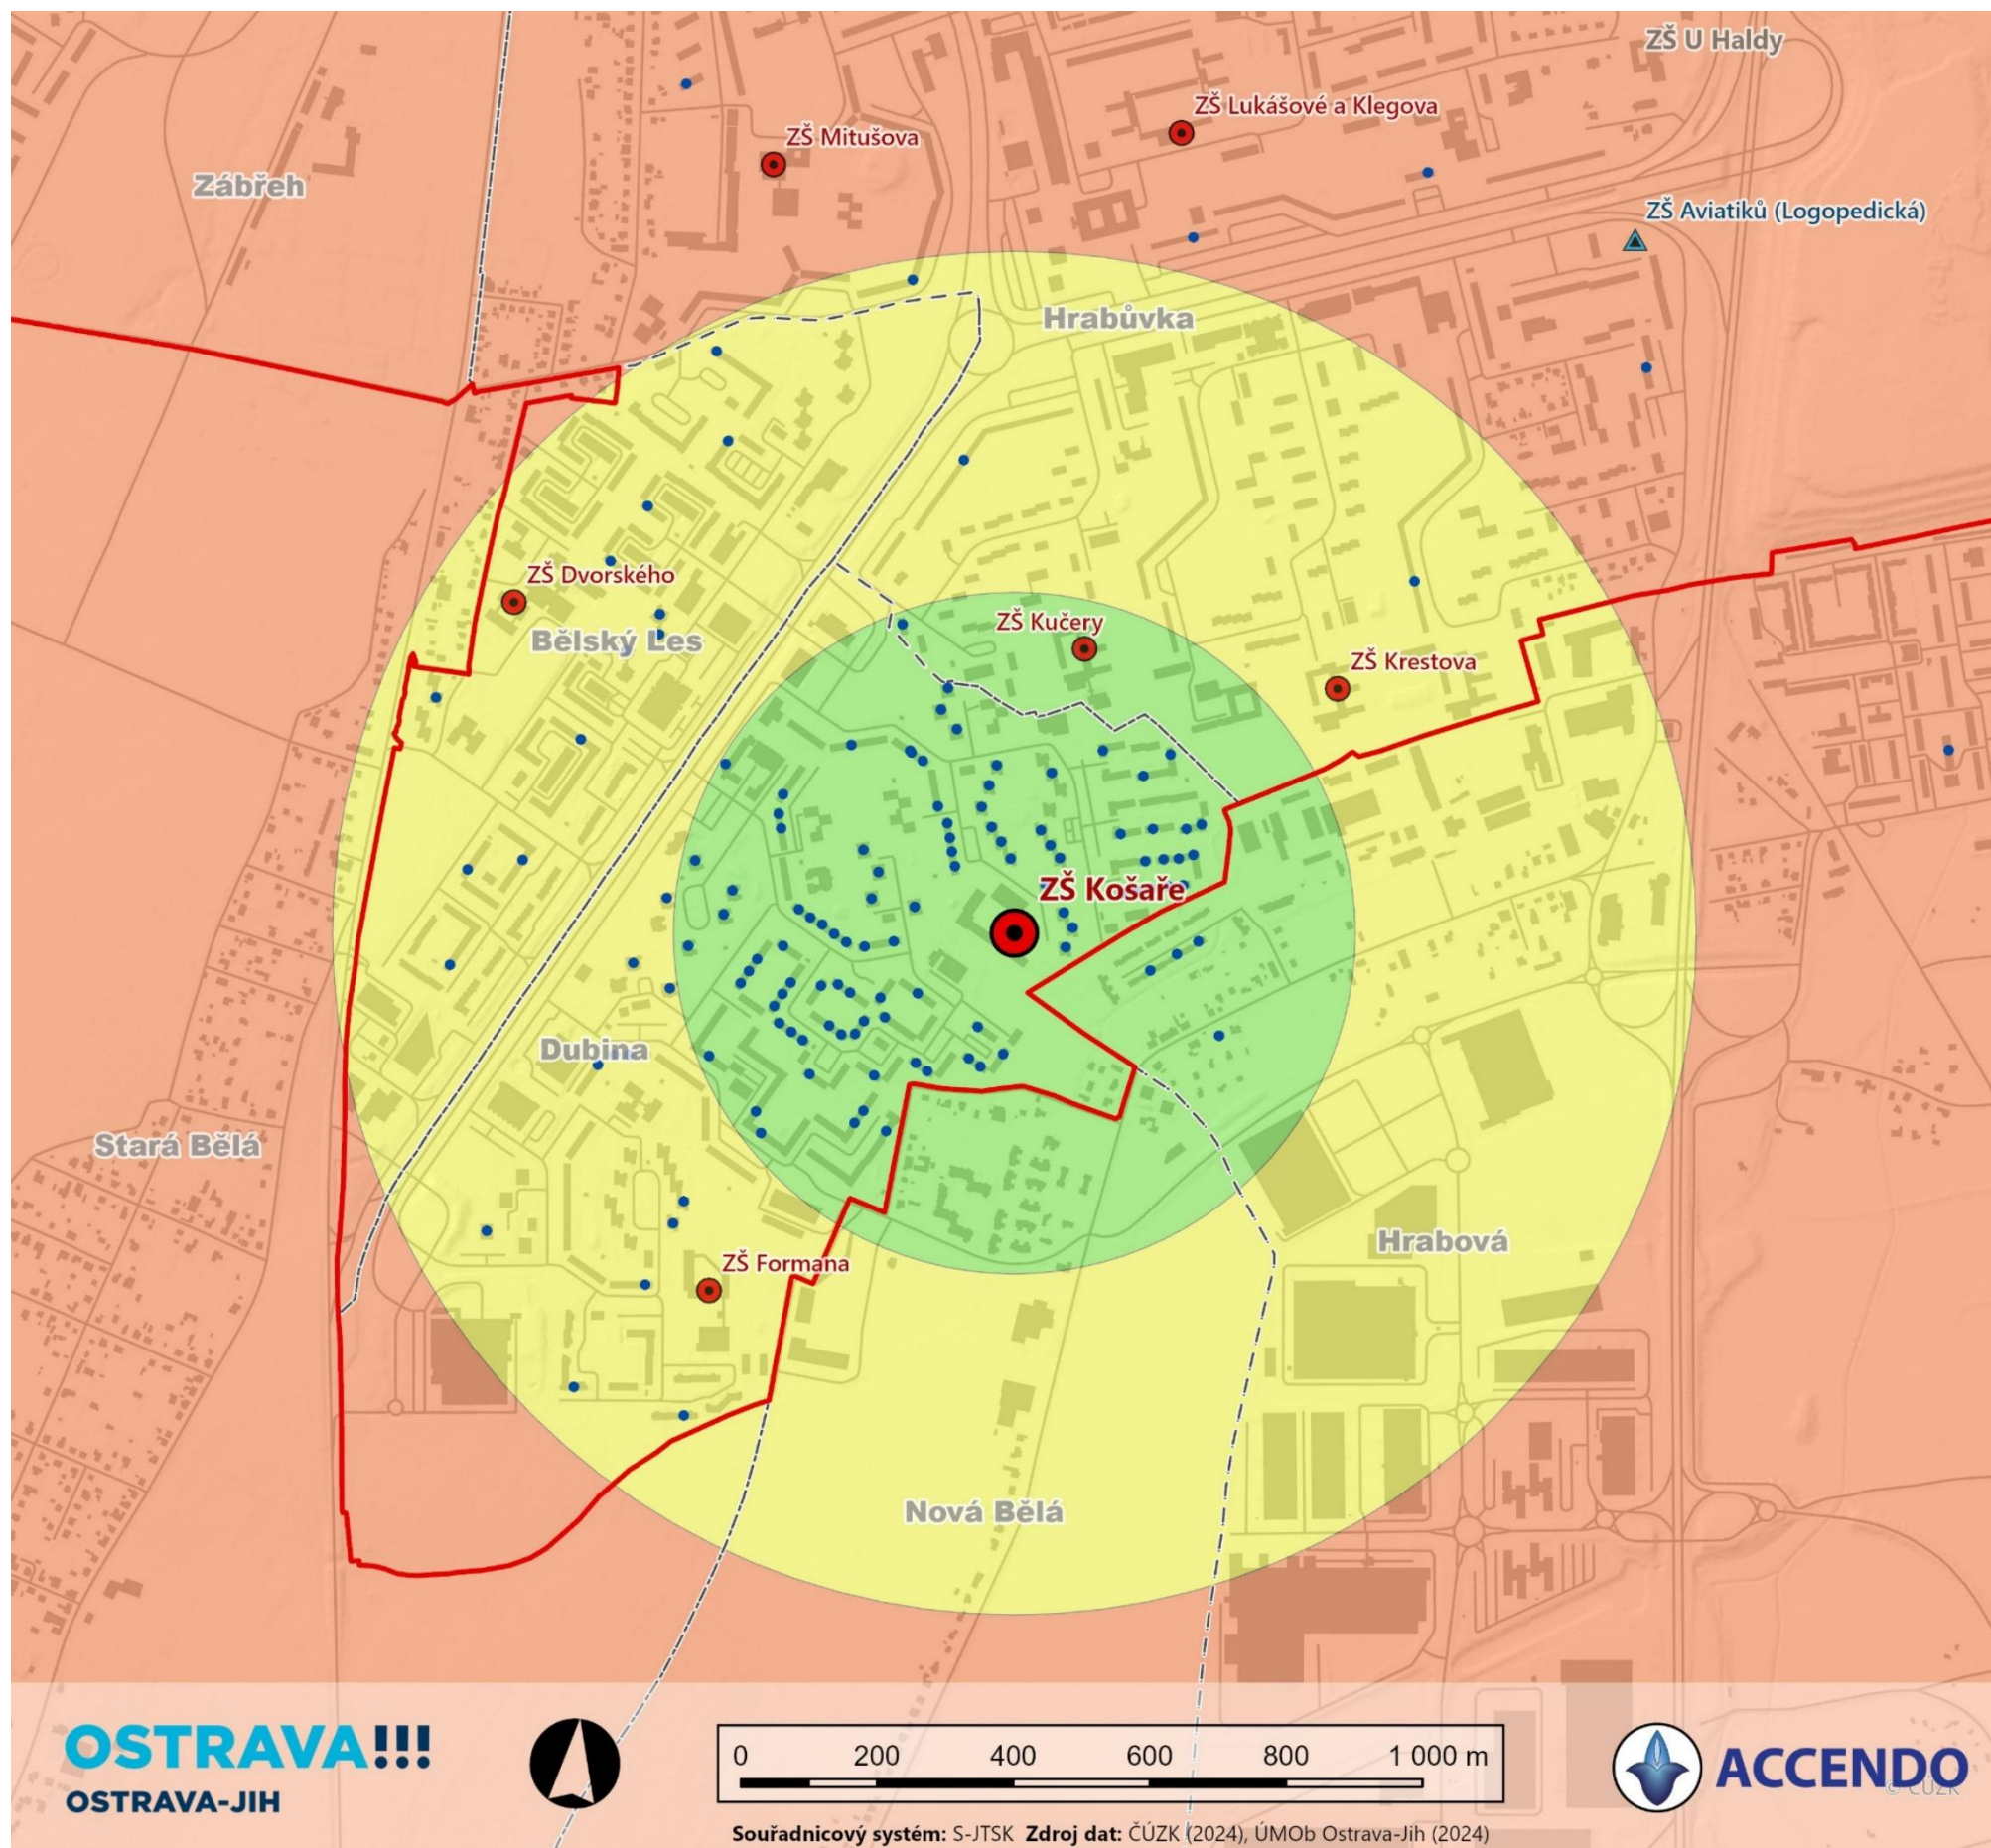 ZŠ U Haldy
ZŠ Lukášové a Klegova
ZŠ Mitušova
Zábřeh
ZŠ Aviatiků (Logopedická)
Hrabůvka
ZŠ Dvorského
ZŠ Kučery
Bělský Les
ZŠ Krestova
ZŠ Košaře
Dubina
Stará Bělá
Hrabová
ZŠ Formana
Nová Bělá
OSTRAVA!!!
OSTRAVA-JIH
0 200 400 600 800 1 000 m
ACCENDO
© ČÚZK
Souřadnicový systém: S-JTSK Zdroj dat: ČÚZK (2024), ÚMOb Ostrava-Jih (2024)